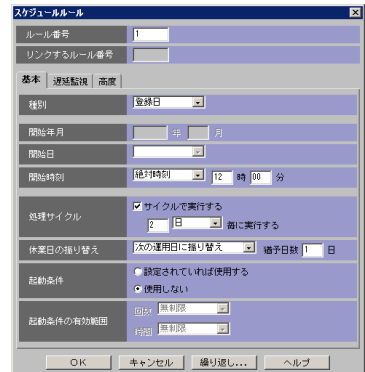 スケジュールルール
ルール番号 1
リンクするルール番号
基本 遅延監視 高度
種別 登録日
開始年月 年 月
開始日
開始時刻 絶対時刻 12 時 00 分
処理サイクル サイクルで実行する
2 日 毎に実行する
休業日の振り替え 次の運用日に振り替え 猶予日数 1 日
起動条件 設定されていれば使用する
使用しない
起動条件の有効範囲 回数 無制限
時間 無制限
OK キャンセル 繰り返し... ヘルプ